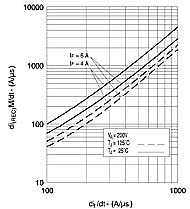 10000
1000
100
10
di(REC)M/dt - (A/µs)
IF = 8 A
IF = 4 A
VR = 200V
TJ = 125°C
TJ = 25°C
100
1000
diF/dt - (A/µs)